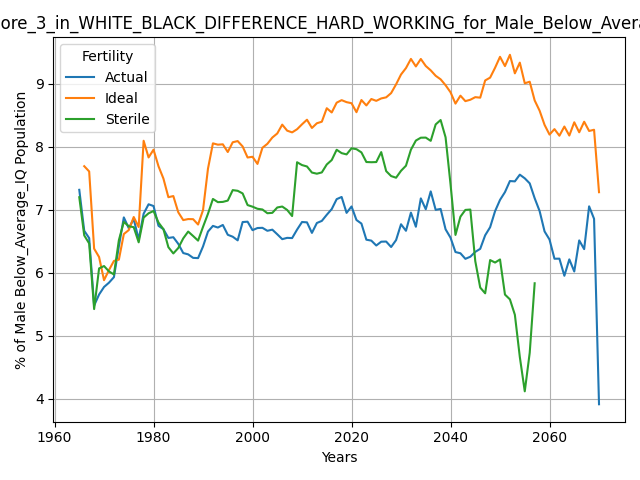 ore_3_in_WHITE_BLACK_DIFFERENCE_HARD_WORKING_for_Male_Below_Avera
Fertility
Actual
Ideal
Sterile
% of Male Below_Average_IQ Population
9
8
7
6
5
4
1960
1980
2000
2020
2040
2060
Years